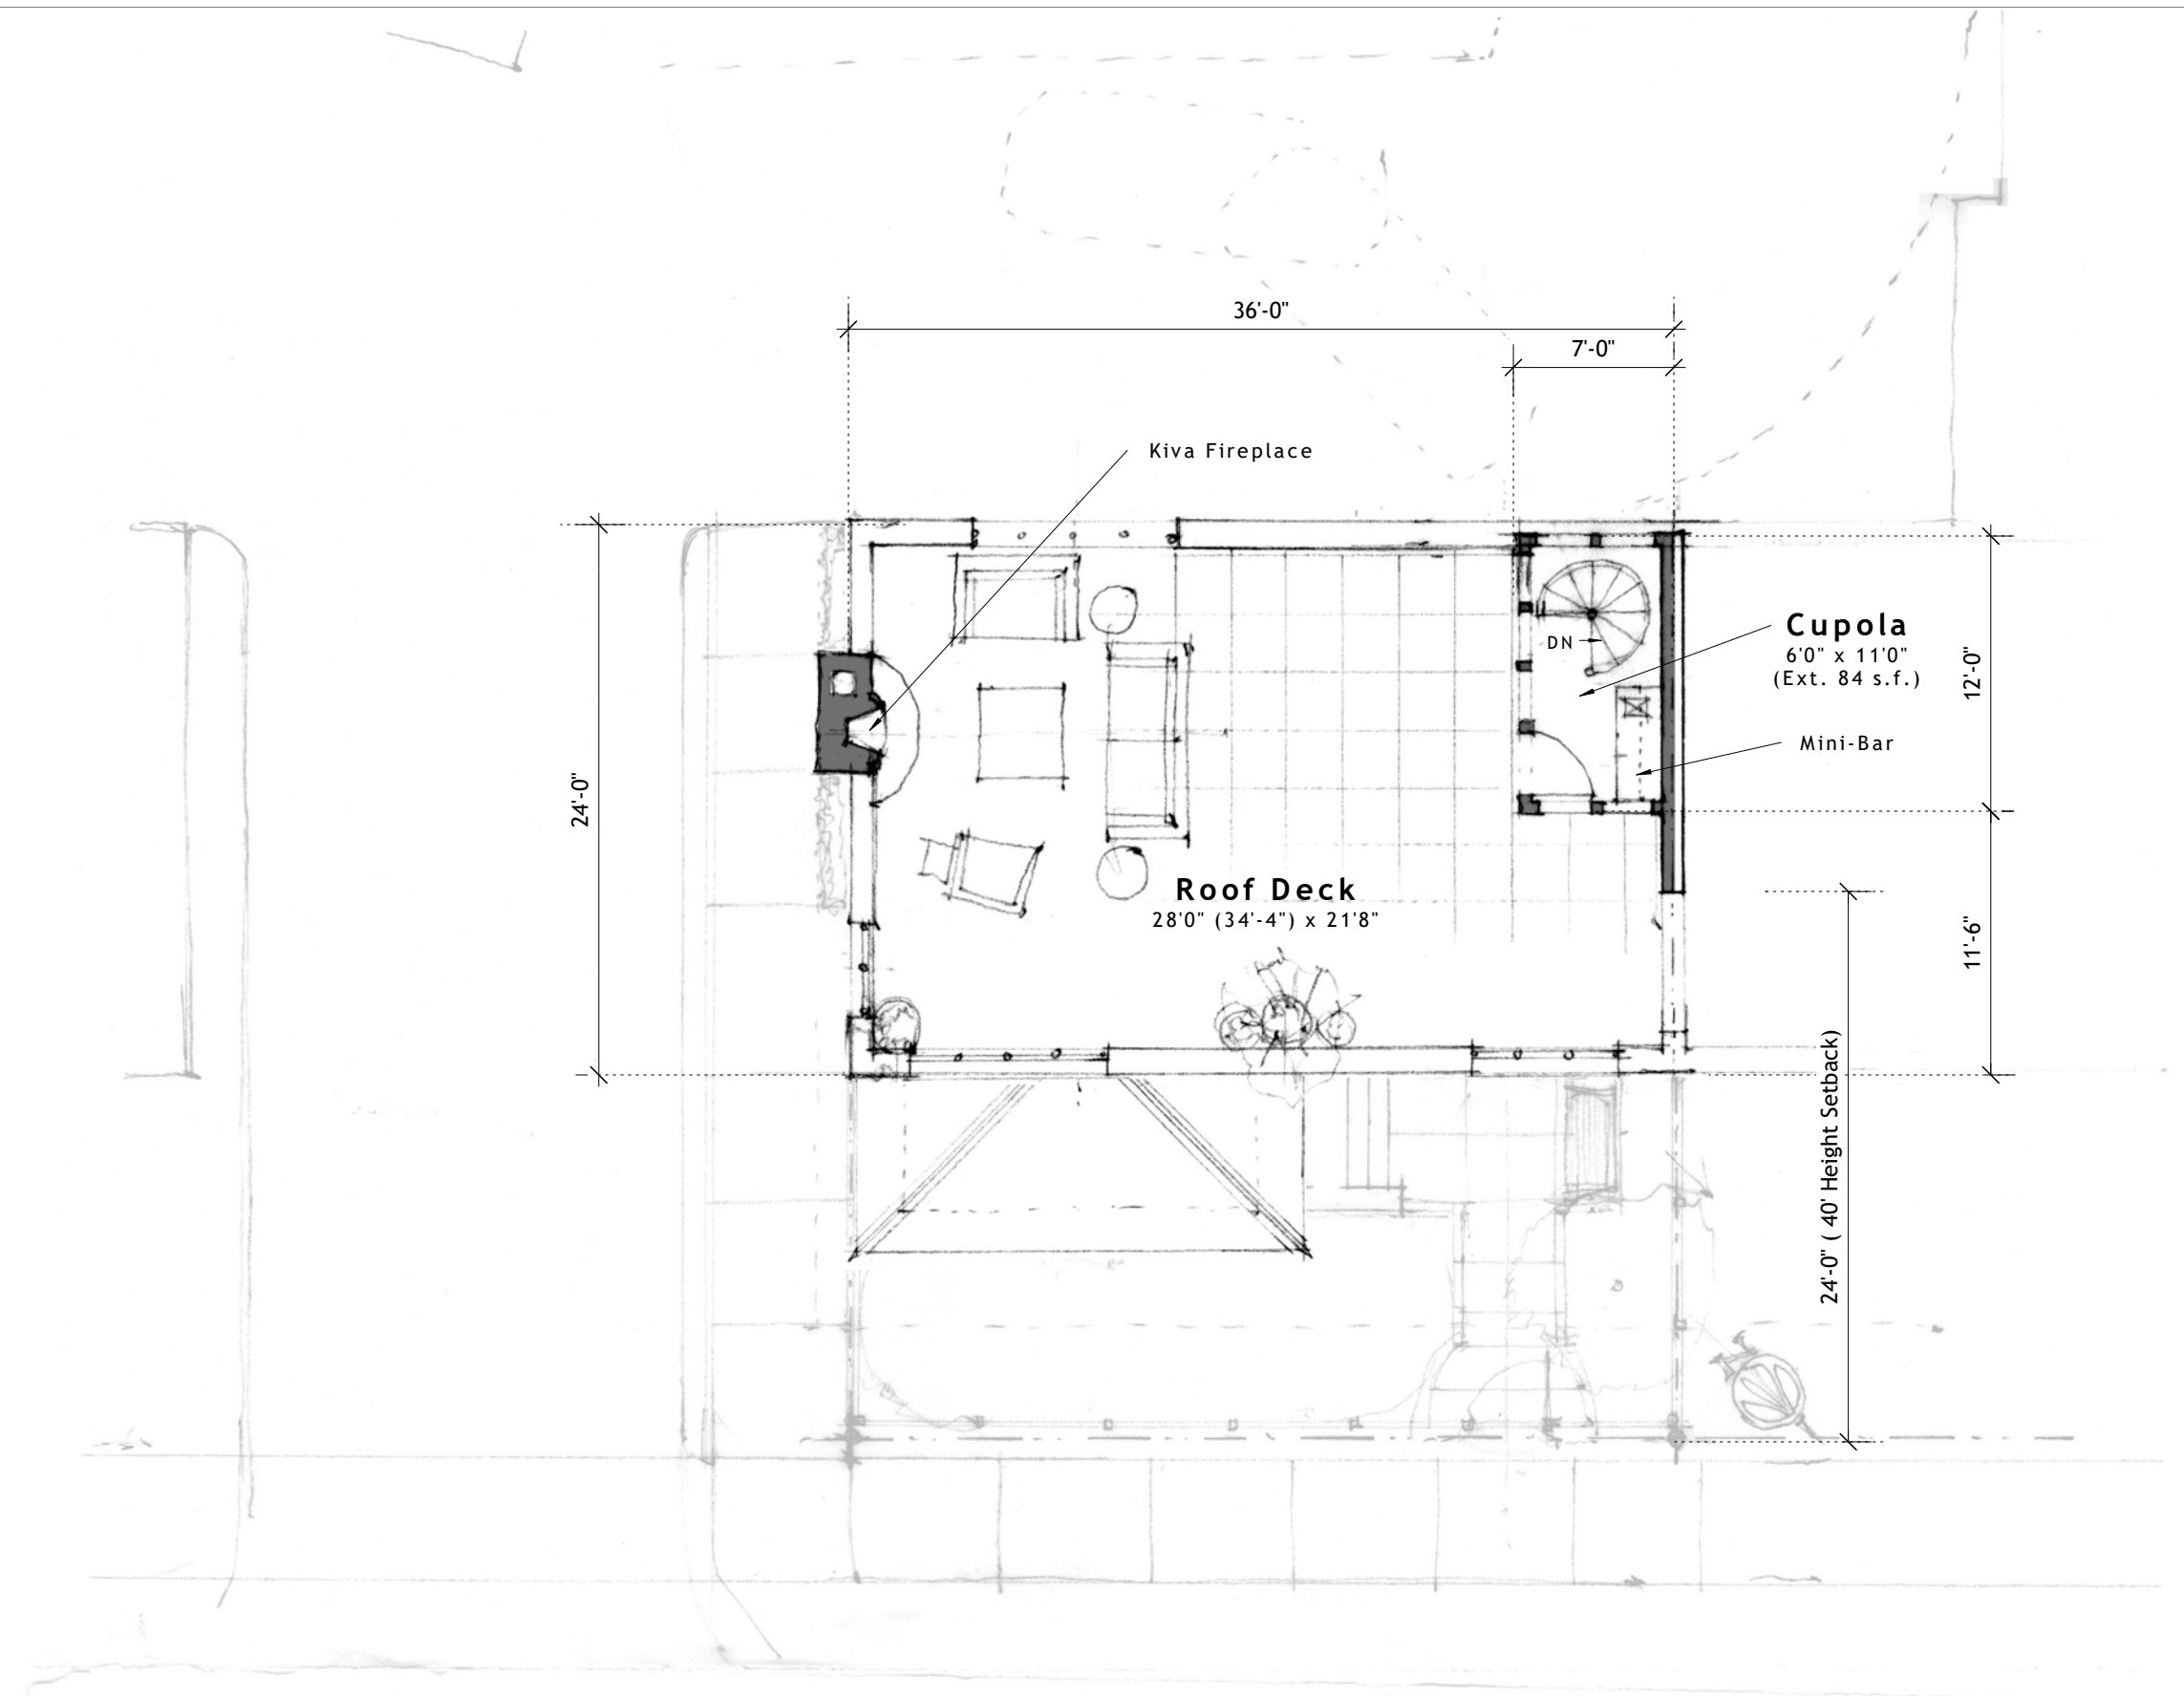 36'-0"
7'-0"
Kiva Fireplace
Cupola
6'0" x 11'0"
(Ext. 84 s.f.)
DN
12'-0"
Mini-Bar
24'-0"
Roof Deck
28'0" (34'-4") x 21'8"
11'-6"
24'-0" ( 40' Height Setback)